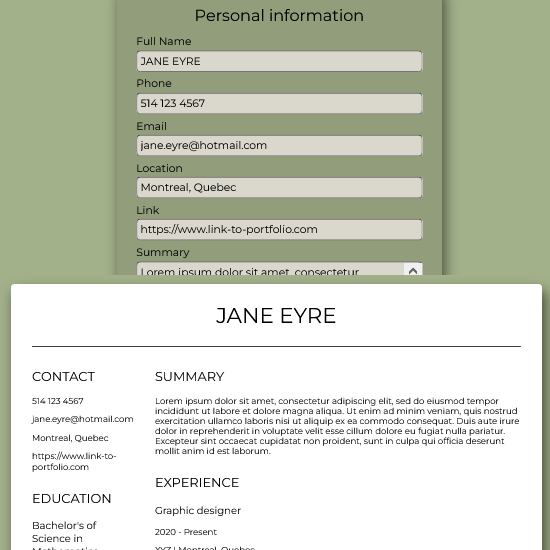 Personal information
Full Name
JANE EYRE
Phone
514 123 4567
Email
jane.eyre@hotmail.com
Location
Montreal, Quebec
Link
https://www.link-to-portfolio.com
Summary
Lorem ipsum dolor sit amet, consectetur
JANE EYRE
CONTACT
514 123 4567
jane.eyre@hotmail.com
Montreal, Quebec
https://www.link-to-
portfolio.com
EDUCATION
Bachelor's of
Science in
Mathematics
SUMMARY
Lorem ipsum dolor sit amet, consectetur adipiscing elit, sed do eiusmod tempor
incididunt ut labore et dolore magna aliqua. Ut enim ad minim veniam, quis nostrud
exercitation ullamco laboris nisi ut aliquip ex ea commodo consequat. Duis aute irure
dolor in reprehenderit in voluptate velit esse cillum dolore eu fugiat nulla pariatur.
Excepteur sint occaecat cupidatat non proident, sunt in culpa qui officia deserunt
mollit anim id est laborum.
EXPERIENCE
Graphic designer
2020 - Present
XYZ | Montreal, Quebec